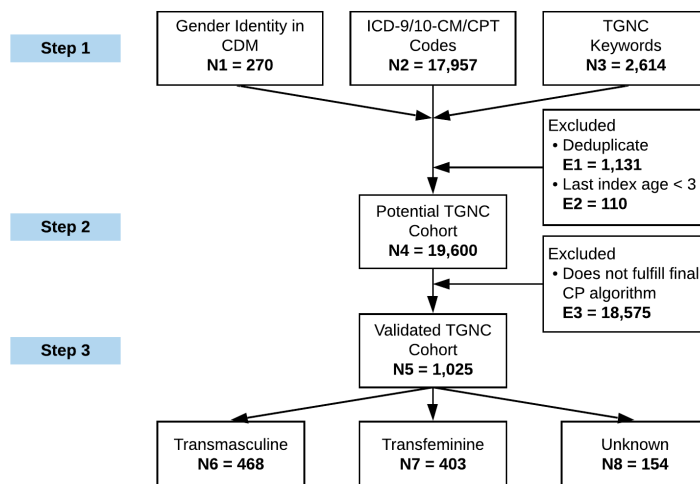 Step 1
Gender Identity in
CDM
N1 = 270
ICD-9/10-CM/CPT
Codes
N2 = 17,957
TGNC
Keywords
N3 = 2,614
Excluded
• Deduplicate
E1 = 1,131
• Last index age < 3
E2 = 110
Step 2
Potential TGNC
Cohort
N4 = 19,600
Excluded
• Does not fulfill final
CP algorithm
E3 = 18,575
Step 3
Validated TGNC
Cohort
N5 = 1,025
Transmasculine
N6 = 468
Transfeminine
N7 = 403
Unknown
N8 = 154